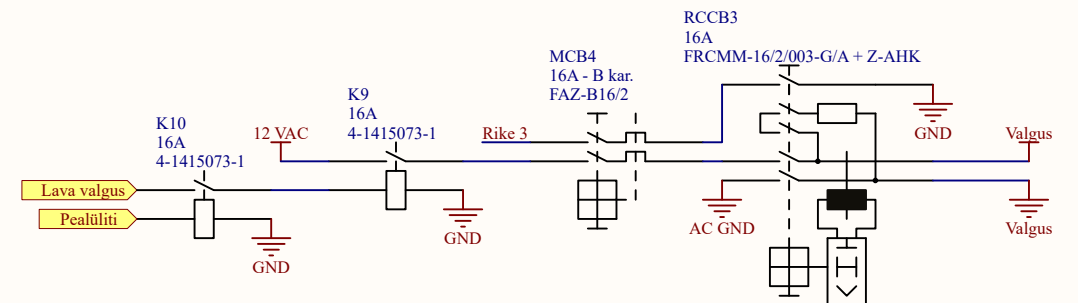 RCCB3
16A
FRCMM-16/2/003-G/A + Z-AHK
MCB4
16A - B kar.
FAZ-B16/2
K9
16A
4-1415073-1
K10
16A
4-1415073-1
12 VAC
Rike 3
GND
Valgus
Lava valgus
Pealüliti
GND
GND
AC GND
Valgus